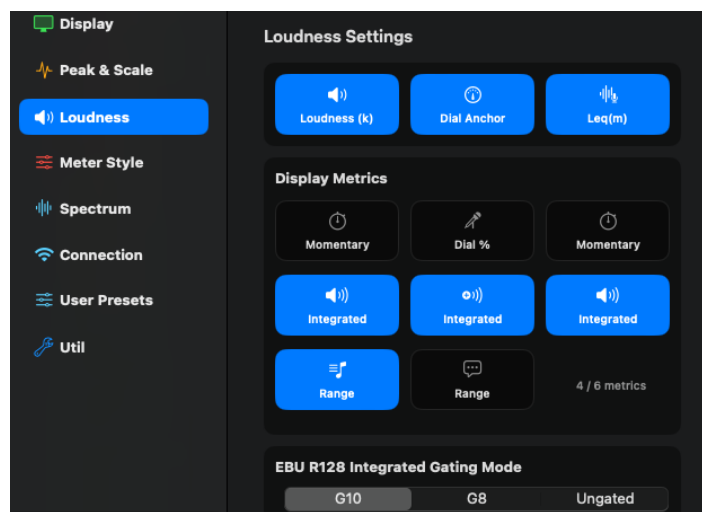 Display
Peak & Scale
Loudness
Meter Style
Spectrum
Connection
User Presets
Util
Loudness Settings
Loudness (k)
Dial Anchor
Leq(m)
Display Metrics
Momentary
Dial %
Momentary
Integrated
Integrated
Integrated
Range
Range
4 / 6 metrics
EBU R128 Integrated Gating Mode
G10
G8
Ungated